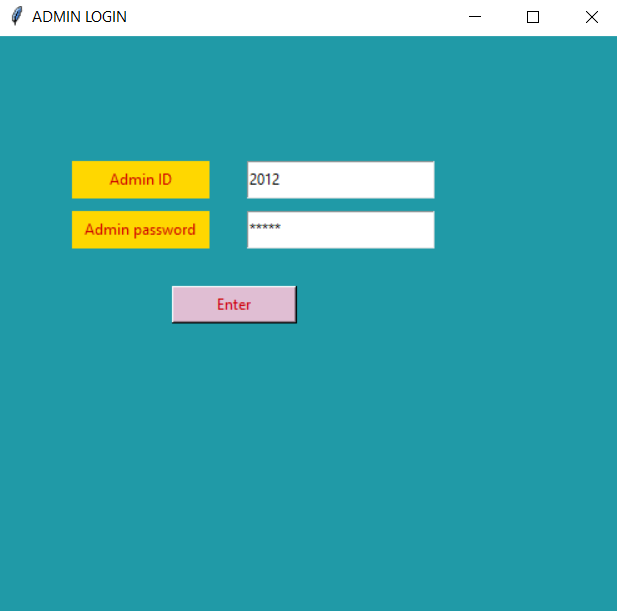 ADMIN LOGIN
Admin ID 2012
Admin password *****
Enter